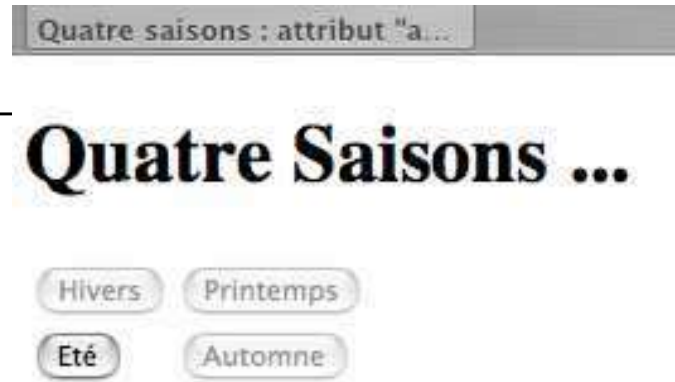 Quatre saisons : attribut "a...
Quatre Saisons ...
Hivers Printemps
Eté Automne